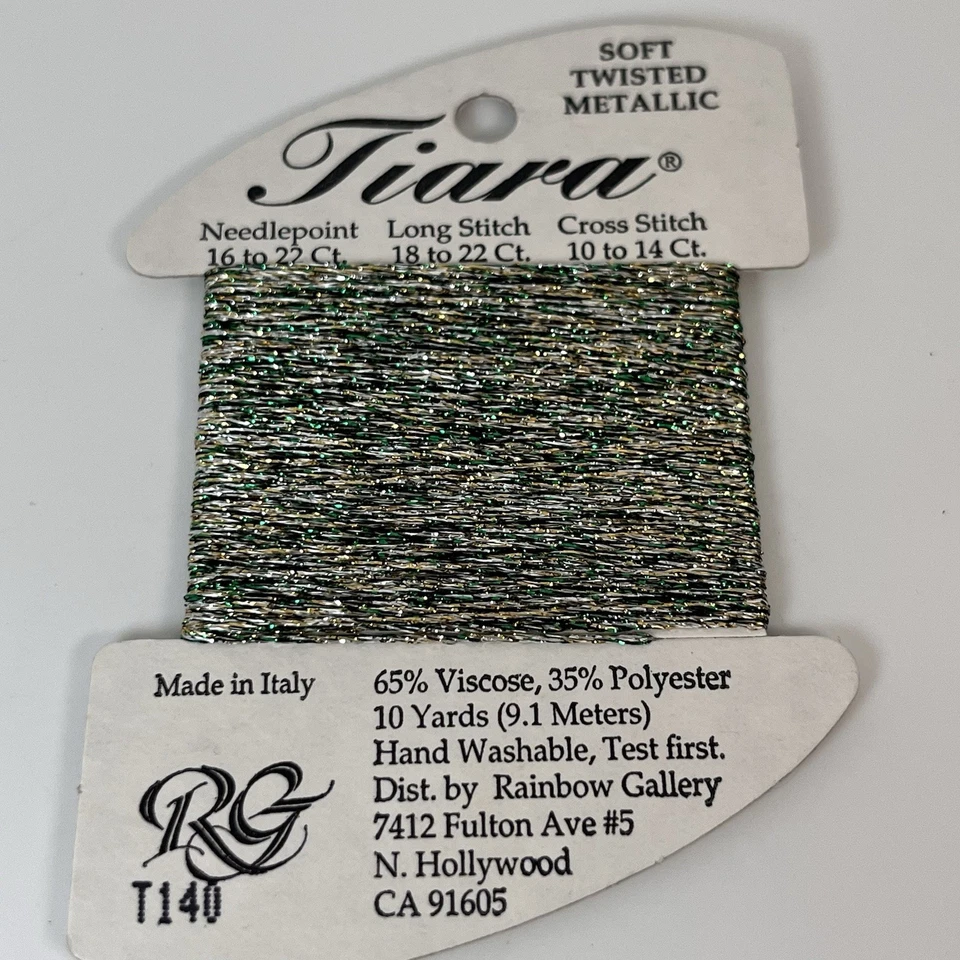 SOFT
TWISTED
METALLIC
Tiara®
Needlepoint Long Stitch Cross Stitch
16 to 22 Ct. 18 to 22 Ct. 10 to 14 Ct.
Made in Italy
65% Viscose, 35% Polyester
10 Yards (9.1 Meters)
Hand Washable, Test first.
Dist. by Rainbow Gallery
7412 Fulton Ave #5
N. Hollywood
CA 91605
RG
T140